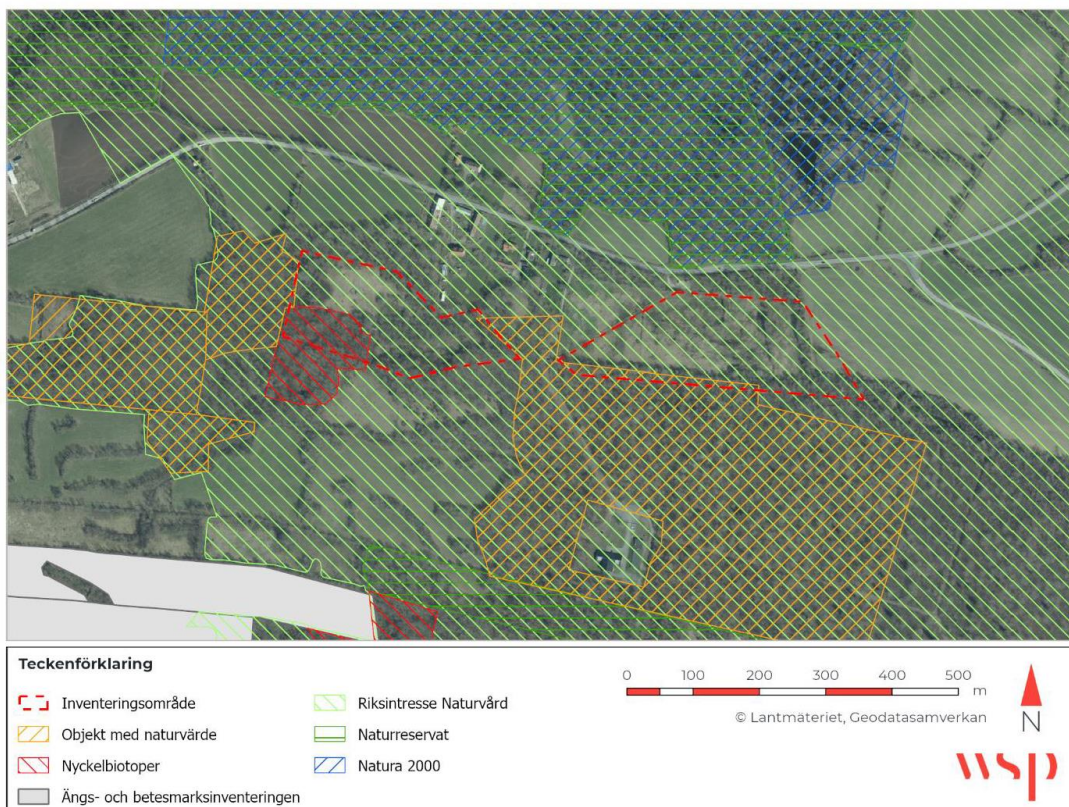 Teckenförklaring
Inventeringsområde
Objekt med naturvärde
Nyckelbiotoper
Ängs- och betesmarksinventeringen
Riksintresse Naturvård
Naturreservat
Natura 2000
0 100 200 300 400 500
m
© Lantmäteriet, Geodatasamverkan
N
wsp